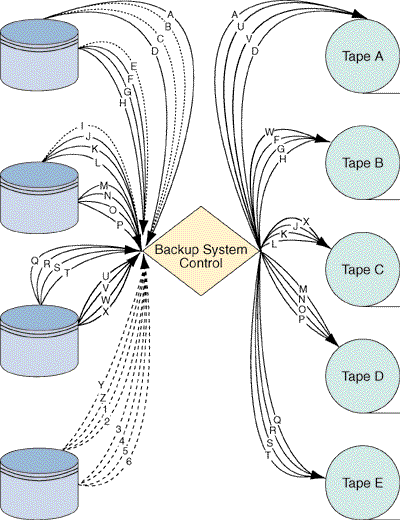 A
B
C
D
E
F
G
H
I
J
K
L
M
N
O
P
Q R S T
U
V
W
X
Y
Z
1
2
3
4
5
6
Backup System
Control
A
U
V
D
Tape A
W
F
G
H
Tape B
X
J
K
L
Tape C
M
N
O
P
Tape D
Q
R
S
T
Tape E